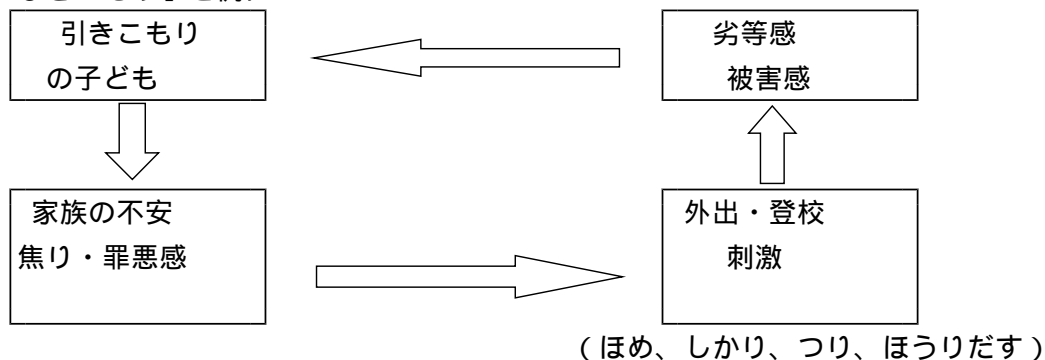 引きこもり
の子ども
劣等感
被害感
家族の不安
焦り・罪悪感
外出・登校
刺激
（ほめ、しかり、つり、ほうりだす）